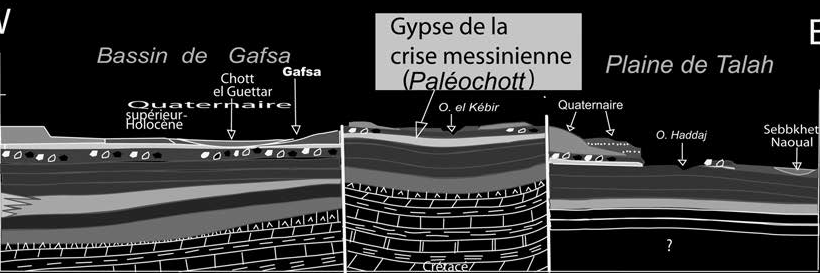 W
E
Gypse de la
crise messinienne
(Paléochott)
Bassin de Gafsa
Plaine de Talah
Chott
el Guettar
Gafsa
Quaternaire
supérieur-
Holocène
O. el Kébir
Quaternaire
O. Haddaj
Sebbkhet
Naoual
?
Crétacé